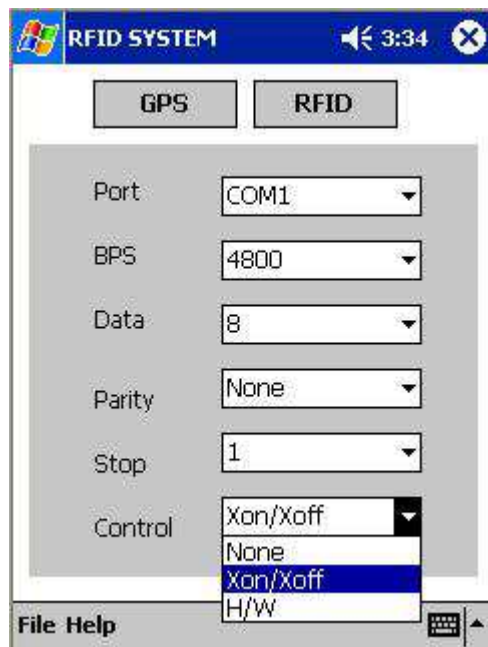 RFID SYSTEM 3:34
GPS RFID
Port COM1
BPS 4800
Data 8
Parity None
Stop 1
Control Xon/Xoff
None
Xon/Xoff
H/W
File Help